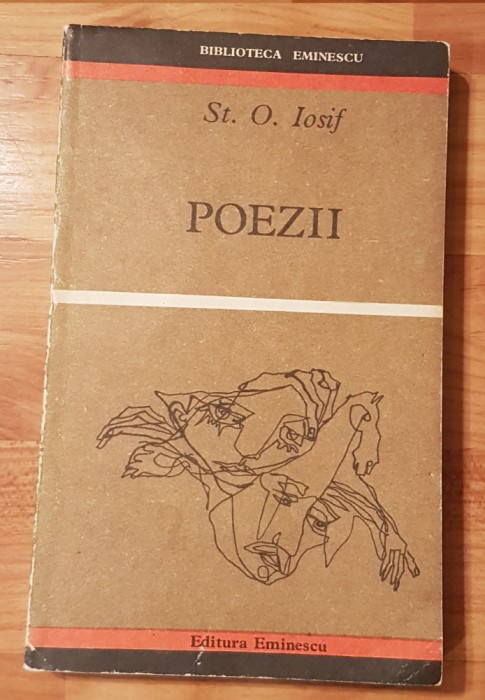 BIBLIOTECA EMINESCU
St. O. Iosif
POEZII
Editura Eminescu